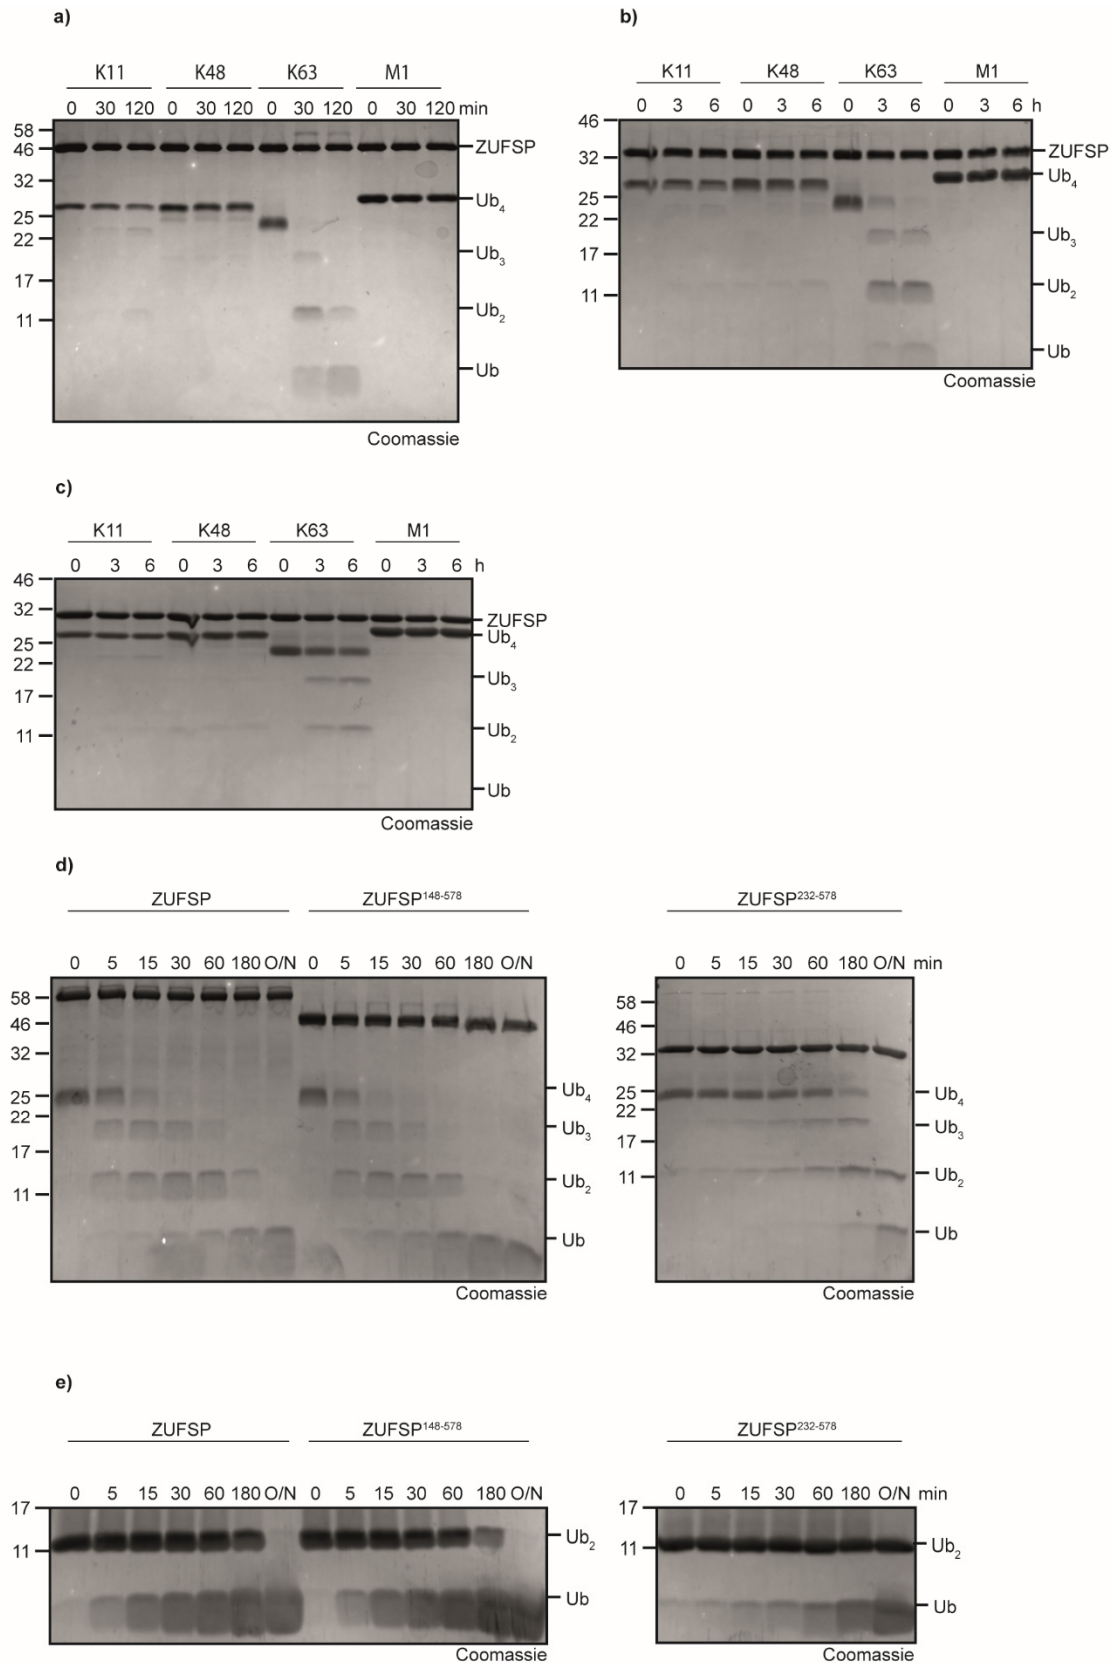 a)
K11 K48 K63 M1
0 30 120 0 30 120 0 30 120 0 30 120 min
58
46
32
25
22
17
11
ZUFSP
Ub4
Ub3
Ub2
Ub
Coomassie
b)
K11 K48 K63 M1
0 3 6 0 3 6 0 3 6 0 3 6 h
46
32
25
22
17
11
ZUFSP
Ub4
Ub3
Ub2
Ub
Coomassie
c)
K11 K48 K63 M1
0 3 6 0 3 6 0 3 6 0 3 6 h
46
32
25
22
17
11
ZUFSP
Ub4
Ub3
Ub2
Ub
Coomassie
d)
ZUFSP ZUFSP148-578
0 5 15 30 60 180 O/N 0 5 15 30 60 180 O/N
58
46
32
25
22
17
11
Ub4
Ub3
Ub2
Ub
Coomassie
ZUFSP232-578
0 5 15 30 60 180 O/N min
58
46
32
25
22
17
11
Ub4
Ub3
Ub2
Ub
Coomassie
e)
ZUFSP ZUFSP148-578
0 5 15 30 60 180 O/N 0 5 15 30 60 180 O/N
17
11
Ub2
Ub
Coomassie
ZUFSP232-578
0 5 15 30 60 180 O/N min
17
11
Ub2
Ub
Coomassie